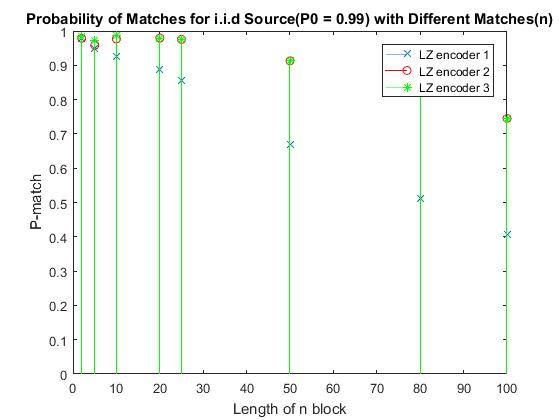 Probability of Matches for i.i.d Source(P0 = 0.99) with Different Matches(n)
1
0.9
0.8
0.7
0.6
0.5
0.4
0.3
0.2
0.1
0
P-match
LZ encoder 1
LZ encoder 2
LZ encoder 3
0 10 20 30 40 50 60 70 80 90 100
Length of n block